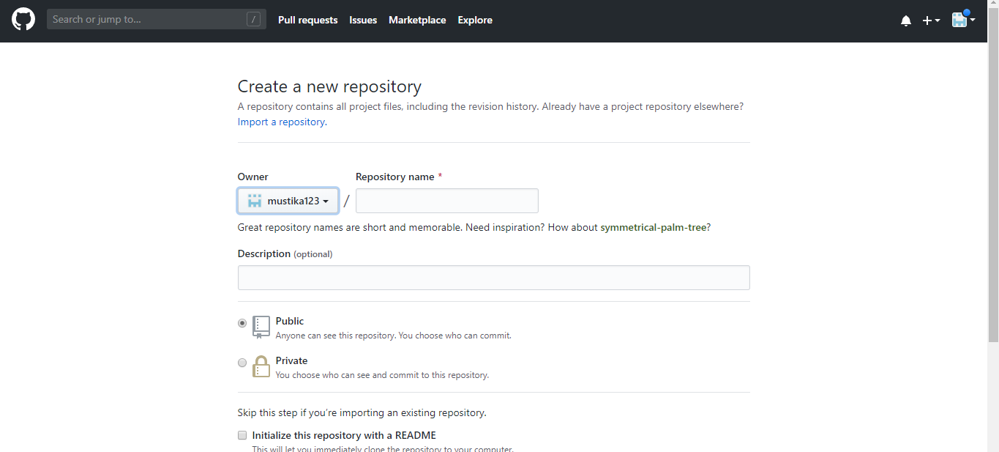 Search or jump to... / Pull requests Issues Marketplace Explore
Create a new repository
A repository contains all project files, including the revision history. Already have a project repository elsewhere?
Import a repository.
Owner Repository name *
mustika123 /
Great repository names are short and memorable. Need inspiration? How about symmetrical-palm-tree?
Description (optional)
Public
Anyone can see this repository. You choose who can commit.
Private
You choose who can see and commit to this repository.
Skip this step if you're importing an existing repository.
Initialize this repository with a README
This will let you immediately clone the repository to your computer.